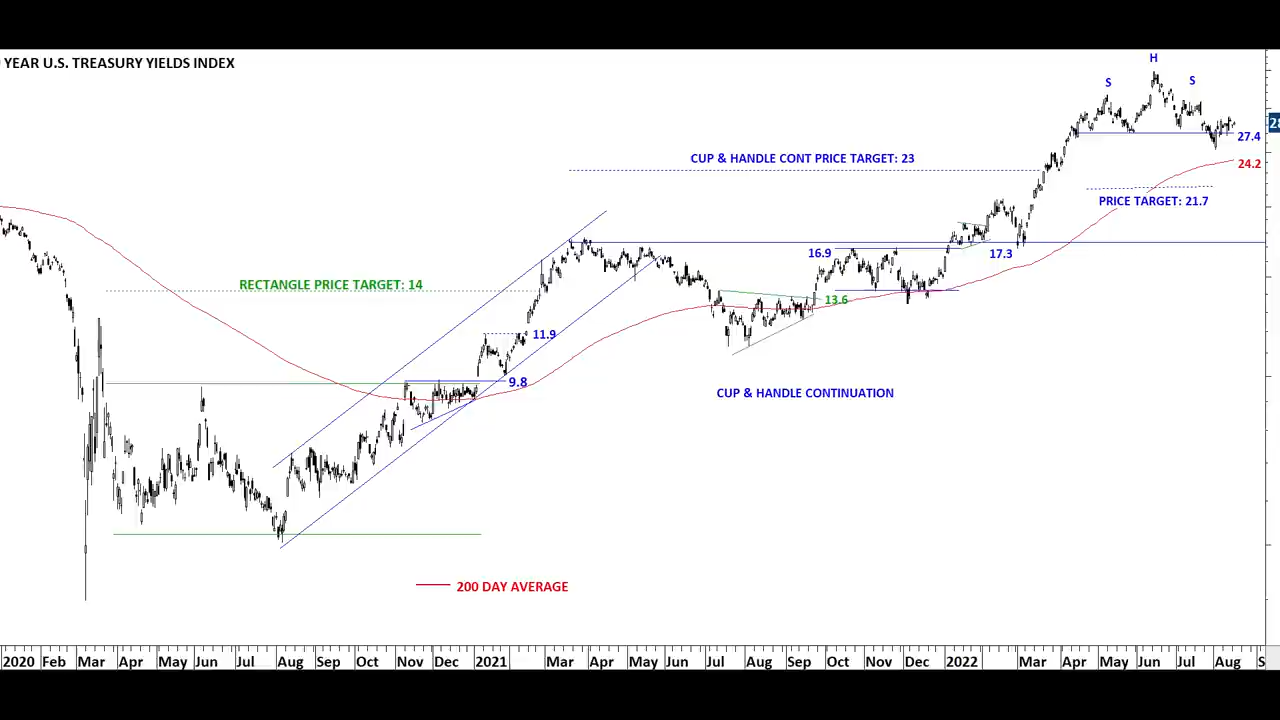 YEAR U.S. TREASURY YIELDS INDEX
H
S
S
28
27.4
CUP & HANDLE CONT PRICE TARGET: 23
24.2
PRICE TARGET: 21.7
16.9
17.3
RECTANGLE PRICE TARGET: 14
13.6
11.9
9.8
CUP & HANDLE CONTINUATION
200 DAY AVERAGE
2020 Feb Mar Apr May Jun Jul Aug Sep Oct Nov Dec 2021 Mar Apr May Jun Jul Aug Sep Oct Nov Dec 2022 Mar Apr May Jun Jul Aug S